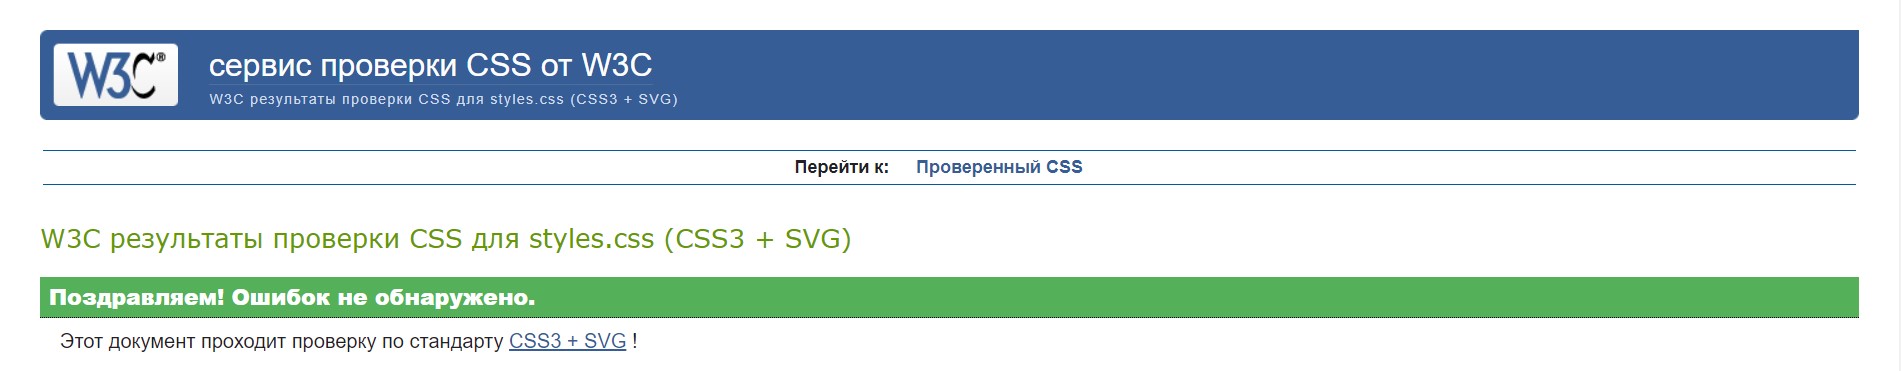 W3C®
сервис проверки CSS от W3C
W3C результаты проверки CSS для styles.css (CSS3 + SVG)
Перейти к: Проверенный CSS
W3C результаты проверки CSS для styles.css (CSS3 + SVG)
Поздравляем! Ошибок не обнаружено.
Этот документ проходит проверку по стандарту CSS3 + SVG !